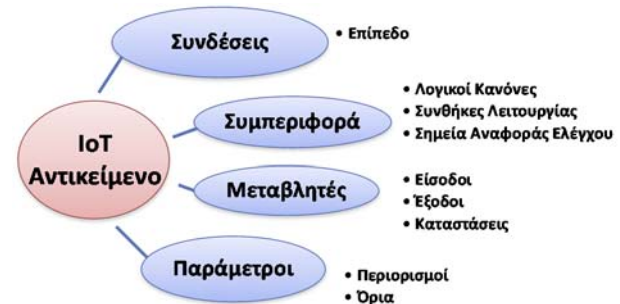 Συνδέσεις
• Επίπεδο
IoT
Αντικείμενο
Συμπεριφορά
• Λογικοί Κανόνες
• Συνθήκες Λειτουργίας
• Σημεία Αναφοράς Ελέγχου
Μεταβλητές
• Είσοδοι
• Έξοδοι
• Καταστάσεις
Παράμετροι
• Περιορισμοί
• Όρια